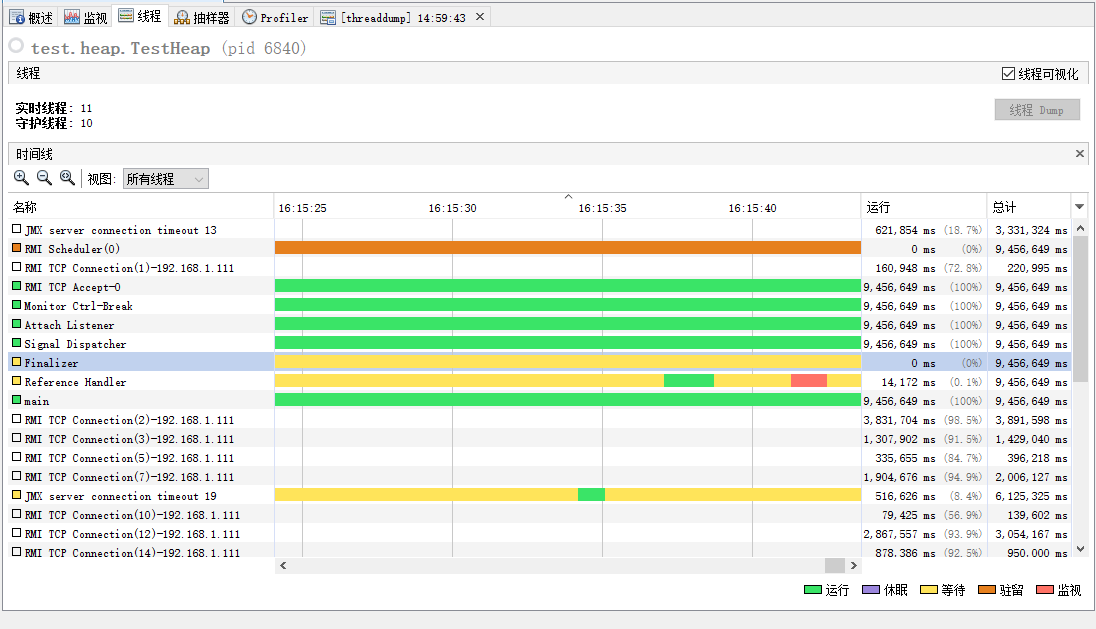 概述 监视 线程 抽样器 Profiler [threaddump] 14:59:43
test.heap.TestHeap (pid 6840)
线程 线程可视化
实时线程: 11
守护线程: 10
线程 Dump
时间线
视图: 所有线程
名称 16:15:25 16:15:30 16:15:35 16:15:40 运行 总计
JMX server connection timeout 13 621,854 ms (18.7%) 3,331,324 ms
RMI Scheduler(0) 0 ms (0%) 9,456,649 ms
RMI TCP Connection(1)-192.168.1.111 160,948 ms (72.8%) 220,995 ms
RMI TCP Accept-0 9,456,649 ms (100%) 9,456,649 ms
Monitor Ctrl-Break 9,456,649 ms (100%) 9,456,649 ms
Attach Listener 9,456,649 ms (100%) 9,456,649 ms
Signal Dispatcher 9,456,649 ms (100%) 9,456,649 ms
Finalizer 0 ms (0%) 9,456,649 ms
Reference Handler 14,172 ms (0.1%) 9,456,649 ms
main 9,456,649 ms (100%) 9,456,649 ms
RMI TCP Connection(2)-192.168.1.111 3,831,704 ms (98.5%) 3,891,598 ms
RMI TCP Connection(3)-192.168.1.111 1,307,902 ms (91.5%) 1,429,040 ms
RMI TCP Connection(5)-192.168.1.111 335,655 ms (84.7%) 396,218 ms
RMI TCP Connection(7)-192.168.1.111 1,904,676 ms (94.9%) 2,006,127 ms
JMX server connection timeout 19 516,626 ms (8.4%) 6,125,325 ms
RMI TCP Connection(10)-192.168.1.111 79,425 ms (56.9%) 139,602 ms
RMI TCP Connection(12)-192.168.1.111 2,867,557 ms (93.9%) 3,054,167 ms
RMI TCP Connection(14)-192.168.1.111 878,386 ms (92.5%) 950,000 ms
运行 休眠 等待 驻留 监视